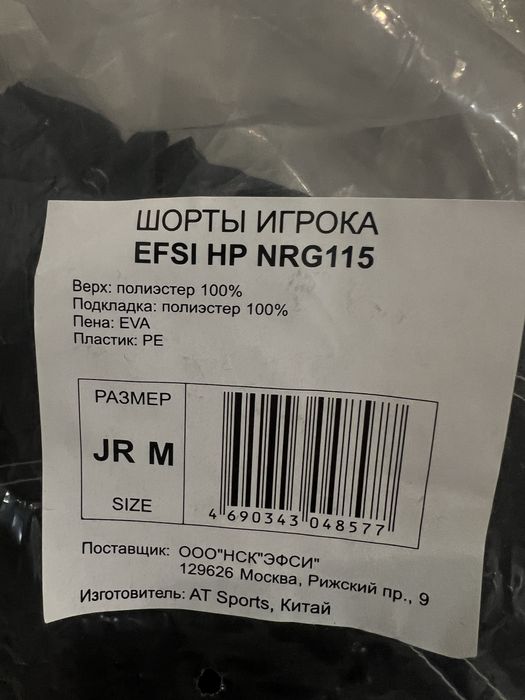 ШОРТЫ ИГРОКА
EFSI HP NRG115
Верх: полиэстер 100%
Подкладка: полиэстер 100%
Пена: EVA
Пластик: PE
РАЗМЕР
JR M
SIZE
4 690343 048577
Поставщик: ООО"НСК"ЭФСИ"
129626 Москва, Рижский пр., 9
Изготовитель: AT Sports, Китай